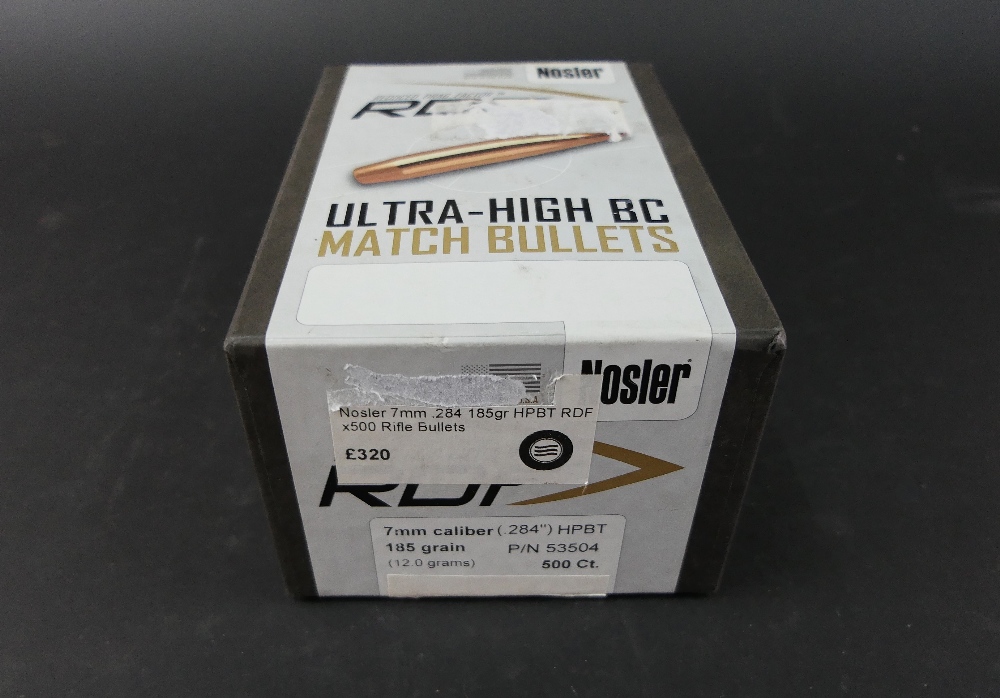 Nosler
ULTRA-HIGH BC
MATCH BULLETS
Nosler
Nosler 7mm .284 185gr HPBT RDF
x500 Rifle Bullets
£320
RDF
7mm caliber (.284") HPBT
185 grain P/N 53504
(12.0 grams) 500 Ct.